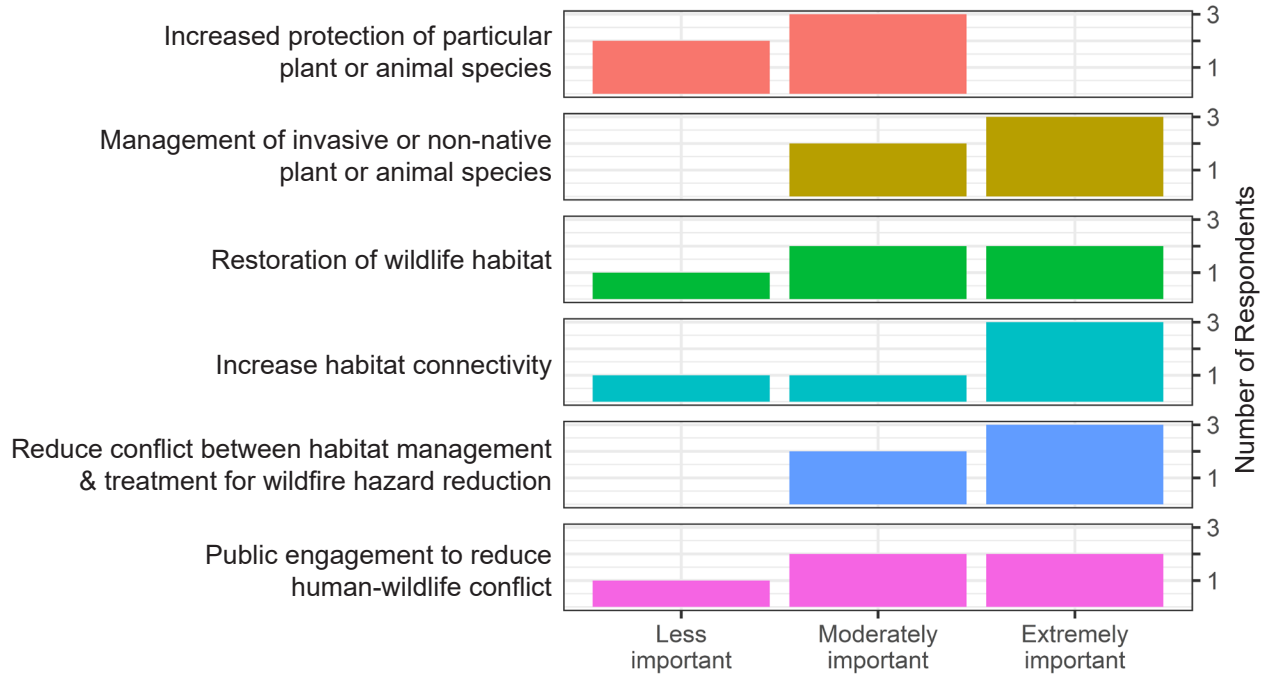 Increased protection of particular
plant or animal species
3
1
Management of invasive or non-native
plant or animal species
3
1
Restoration of wildlife habitat
3
1
Increase habitat connectivity
3
1
Reduce conflict between habitat management
& treatment for wildfire hazard reduction
3
1
Public engagement to reduce
human-wildlife conflict
3
1
Number of Respondents
Less
important
Moderately
important
Extremely
important